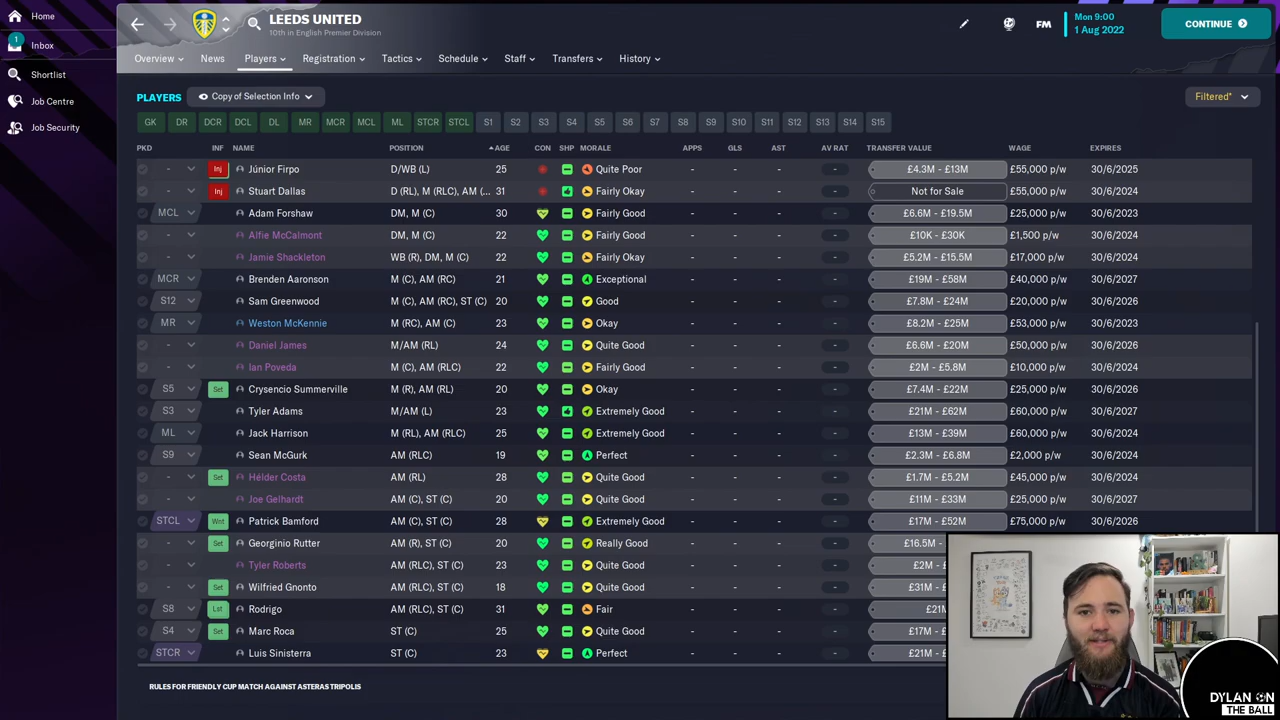 Home
LEEDS UNITED
10th in English Premier Division
FM
Mon 9:00
1 Aug 2022
CONTINUE
1
Inbox
Overview News Players Registration Tactics Schedule Staff Transfers History
Shortlist
Job Centre
Job Security
PLAYERS Copy of Selection Info Filtered*
GK DR DCR DCL DL MR MCR MCL ML STCR STCL S1 S2 S3 S4 S5 S6 S7 S8 S9 S10 S11 S12 S13 S14 S15
PKD INF NAME POSITION AGE CON SHP MORALE APPS GLS AST AV RAT TRANSFER VALUE WAGE EXPIRES
- Inj Júnior Firpo D/WB (L) 25 Quite Poor - - - - £4.3M - £13M £55,000 p/w 30/6/2025
- Inj Stuart Dallas D (RL), M (RLC), AM (... 31 Fairly Okay - - - - Not for Sale £55,000 p/w 30/6/2024
MCL Adam Forshaw DM, M (C) 30 Fairly Good - - - - £6.6M - £19.5M £25,000 p/w 30/6/2023
- Alfie McCalmont DM, M (C) 22 Fairly Good - - - - £10K - £30K £1,500 p/w 30/6/2024
- Jamie Shackleton WB (R), DM, M (C) 22 Fairly Okay - - - - £5.2M - £15.5M £17,000 p/w 30/6/2024
MCR Brenden Aaronson M (C), AM (RC) 21 Exceptional - - - - £19M - £58M £40,000 p/w 30/6/2027
S12 Sam Greenwood M (C), AM (RC), ST (C) 20 Good - - - - £7.8M - £24M £20,000 p/w 30/6/2026
MR Weston McKennie M (RC), AM (C) 23 Okay - - - - £8.2M - £25M £53,000 p/w 30/6/2023
- Daniel James M/AM (RL) 24 Quite Good - - - - £6.6M - £20M £50,000 p/w 30/6/2026
- Ian Poveda M (C), AM (RLC) 22 Fairly Good - - - - £2M - £5.8M £10,000 p/w 30/6/2024
S5 Set Crysencio Summerville M (R), AM (RL) 20 Okay - - - - £7.4M - £22M £25,000 p/w 30/6/2026
S3 Tyler Adams M/AM (L) 23 Extremely Good - - - - £21M - £62M £60,000 p/w 30/6/2027
ML Jack Harrison M (RL), AM (RLC) 25 Extremely Good - - - - £13M - £39M £60,000 p/w 30/6/2024
S9 Sean McGurk AM (RLC) 19 Perfect - - - - £2.3M - £6.8M £2,000 p/w 30/6/2024
- Set Hélder Costa AM (RL) 28 Quite Good - - - - £1.7M - £5.2M £45,000 p/w 30/6/2024
- Joe Gelhardt AM (C), ST (C) 20 Quite Good - - - - £11M - £33M £25,000 p/w 30/6/2027
STCL Wnt Patrick Bamford AM (C), ST (C) 28 Extremely Good - - - - £17M - £52M £75,000 p/w 30/6/2026
- Set Georginio Rutter AM (R), ST (C) 20 Really Good - - - - £16.5M -
- Tyler Roberts AM (RLC), ST (C) 23 Quite Good - - - - £2M -
- Set Wilfried Gnonto AM (RLC), ST (C) 18 Quite Good - - - - £31M -
S8 Lst Rodrigo AM (RLC), ST (C) 31 Fair - - - - £21M
S4 Set Marc Roca ST (C) 25 Quite Good - - - - £17M -
STCR Luis Sinisterra ST (C) 23 Perfect - - - - £21M -
RULES FOR FRIENDLY CUP MATCH AGAINST ASTERAS TRIPOLIS
DYLAN ON
THE BALL